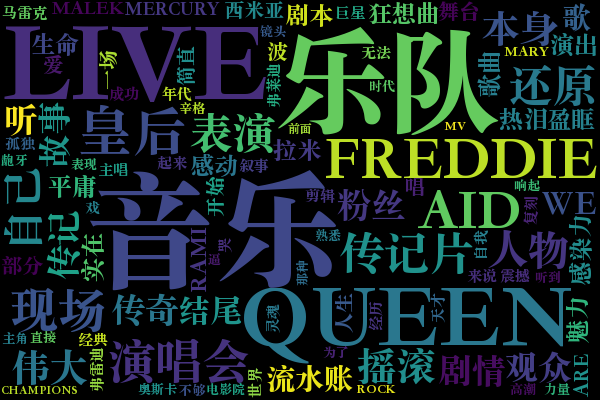 马雷克
MALEK
MERCURY
西米亚
剧本
巨星
狂想曲
舞台
本身
歌
LIVE
生命
爱
一场
简直
波
镜头
弗莱迪
乐队
无法
时代
MARY
歌曲
演出
还原
成功
年代
辛格
听
故事
皇后
表演
前面
MV
热泪盈眶
孤独
龅牙
表现
主唱
起来
感动
叙事
拉米
FREDDIE
自己
平庸
戏
开始
剪辑
唱
响起
音乐
粉丝
AID
复刻
WE
传记
实在
RAMI
跟哭
熟悉
那种
传记片
自我
人物
感染力
部分
来说
震撼
听到
现场
传奇
结尾
灵魂
QUEEN
人生
经历
天才
魅力
ARE
主角
直接
经典
伟大
弗雷迪
演唱会
为了
摇滚
剧情
观众
CHAMPIONS
奥斯卡
不够
电影院
世界
流水账
ROCK
高潮
力量